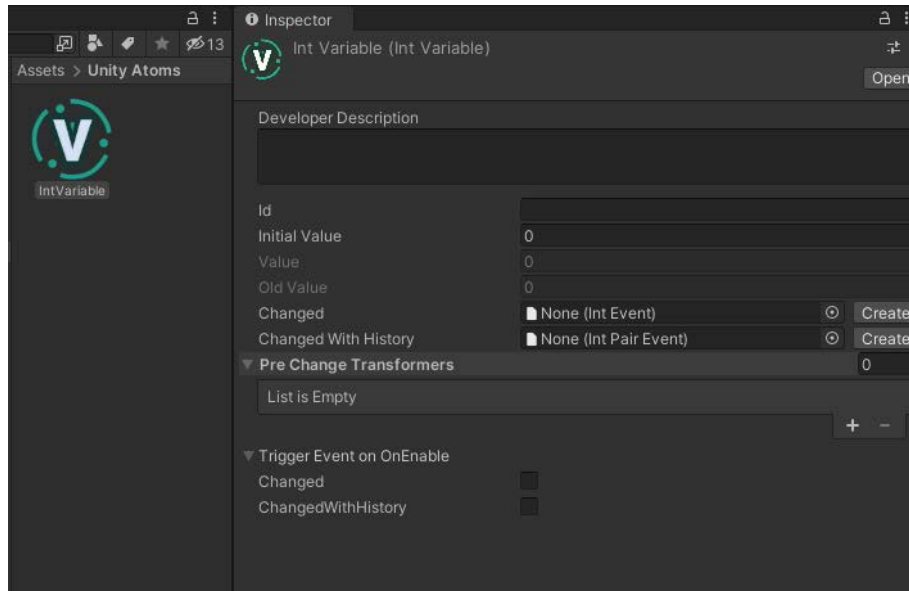 Inspector
13
Int Variable (Int Variable)
Assets > Unity Atoms
Open
V
V
IntVariable
Developer Description
Id
Initial Value 0
Value 0
Old Value 0
Changed None (Int Event) Create
Changed With History None (Int Pair Event) Create
Pre Change Transformers 0
List is Empty
+ −
Trigger Event on OnEnable
Changed
ChangedWithHistory